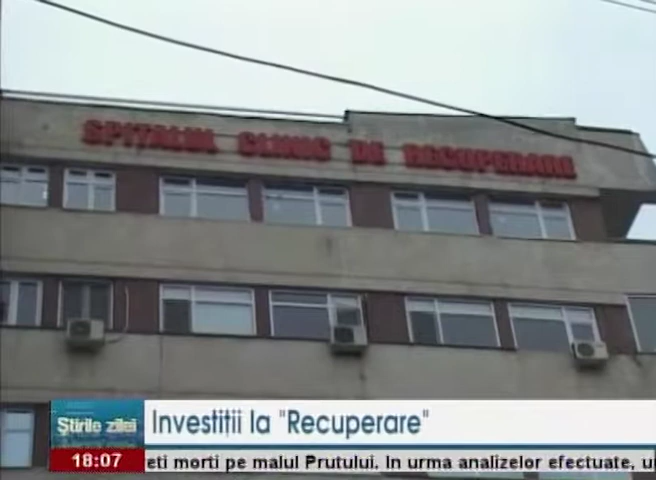 SPITALUL CLINIC DE RECUPERARE
Știrile zilei
Investiții la "Recuperare"
18:07
eti morti pe malul Prutului. In urma analizelor efectuate, u